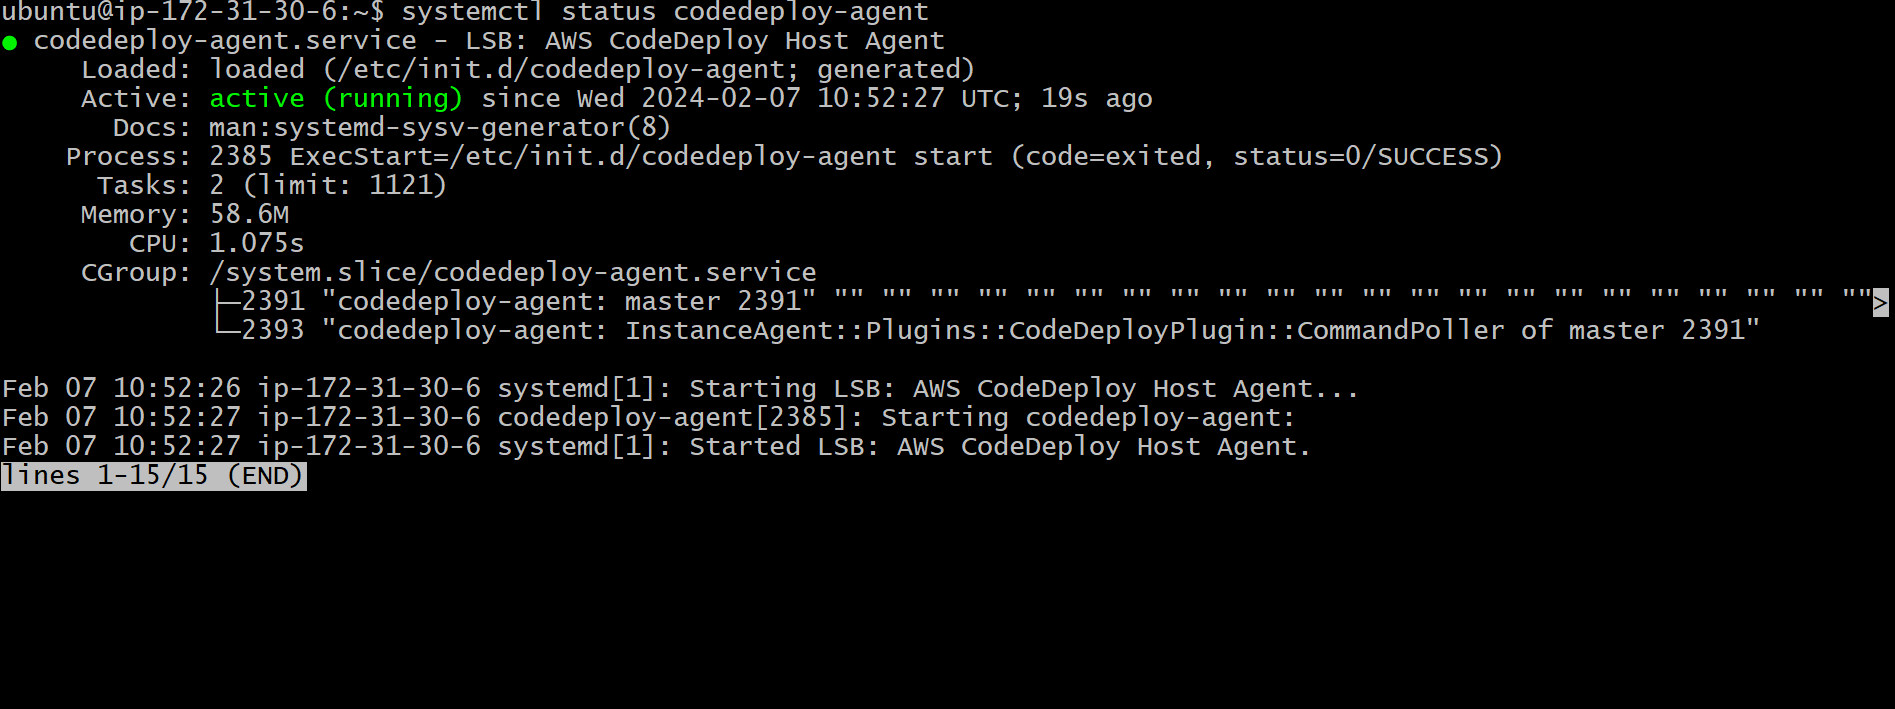 ubuntu@ip-172-31-30-6:~$ systemctl status codedeploy-agent
● codedeploy-agent.service - LSB: AWS CodeDeploy Host Agent
     Loaded: loaded (/etc/init.d/codedeploy-agent; generated)
     Active: active (running) since Wed 2024-02-07 10:52:27 UTC; 19s ago
       Docs: man:systemd-sysv-generator(8)
    Process: 2385 ExecStart=/etc/init.d/codedeploy-agent start (code=exited, status=0/SUCCESS)
      Tasks: 2 (limit: 1121)
     Memory: 58.6M
        CPU: 1.075s
     CGroup: /system.slice/codedeploy-agent.service
             ├─2391 "codedeploy-agent: master 2391" "" "" "" "" "" "" "" "" "" "" "" "" "" "" "" "" "" "" "" "" "" "">
             └─2393 "codedeploy-agent: InstanceAgent::Plugins::CodeDeployPlugin::CommandPoller of master 2391"

Feb 07 10:52:26 ip-172-31-30-6 systemd[1]: Starting LSB: AWS CodeDeploy Host Agent...
Feb 07 10:52:27 ip-172-31-30-6 codedeploy-agent[2385]: Starting codedeploy-agent:
Feb 07 10:52:27 ip-172-31-30-6 systemd[1]: Started LSB: AWS CodeDeploy Host Agent.
lines 1-15/15 (END)